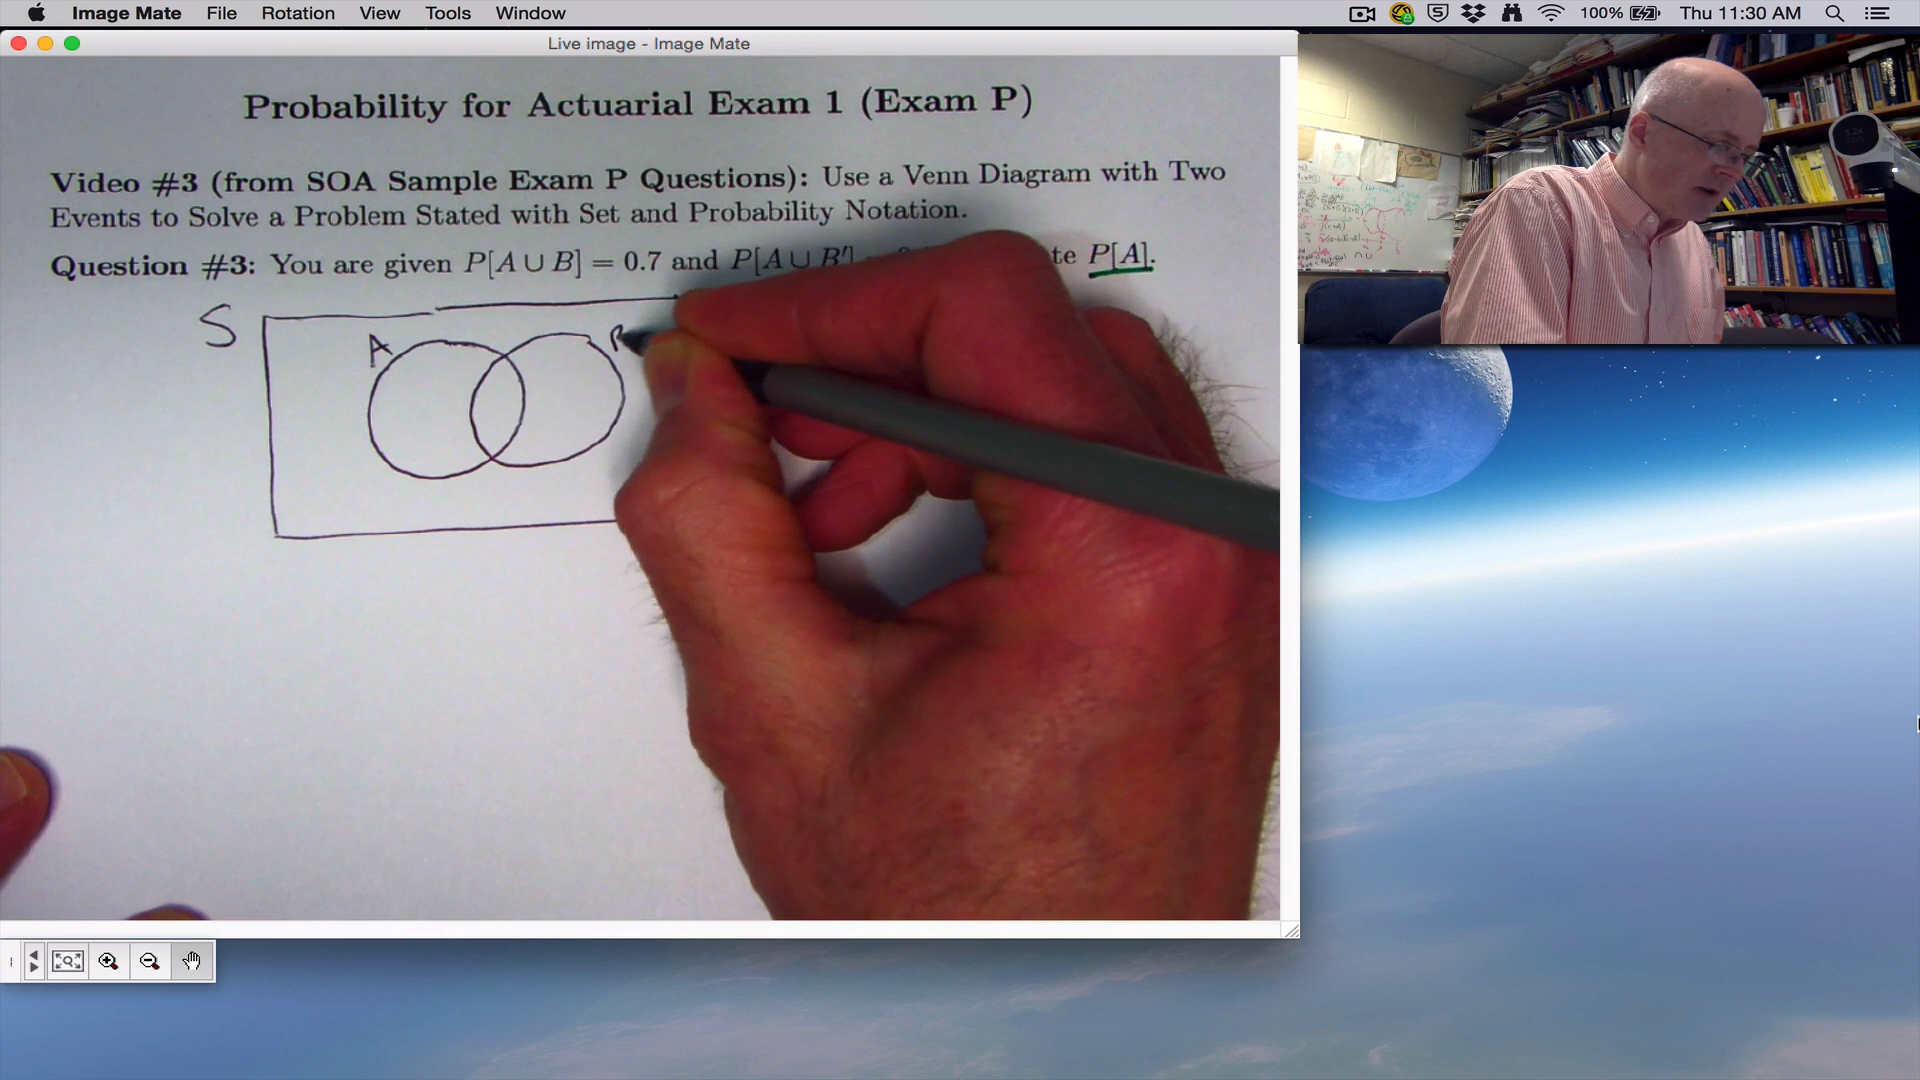 Image Mate File Rotation View Tools Window 100% Thu 11:30 AM
Live image - Image Mate
Probability for Actuarial Exam 1 (Exam P)
Video #3 (from SOA Sample Exam P Questions): Use a Venn Diagram with Two
Events to Solve a Problem Stated with Set and Probability Notation.
Question #3: You are given P[A ∪ B] = 0.7 and P[A ∪ B′] te P[A].
S
A